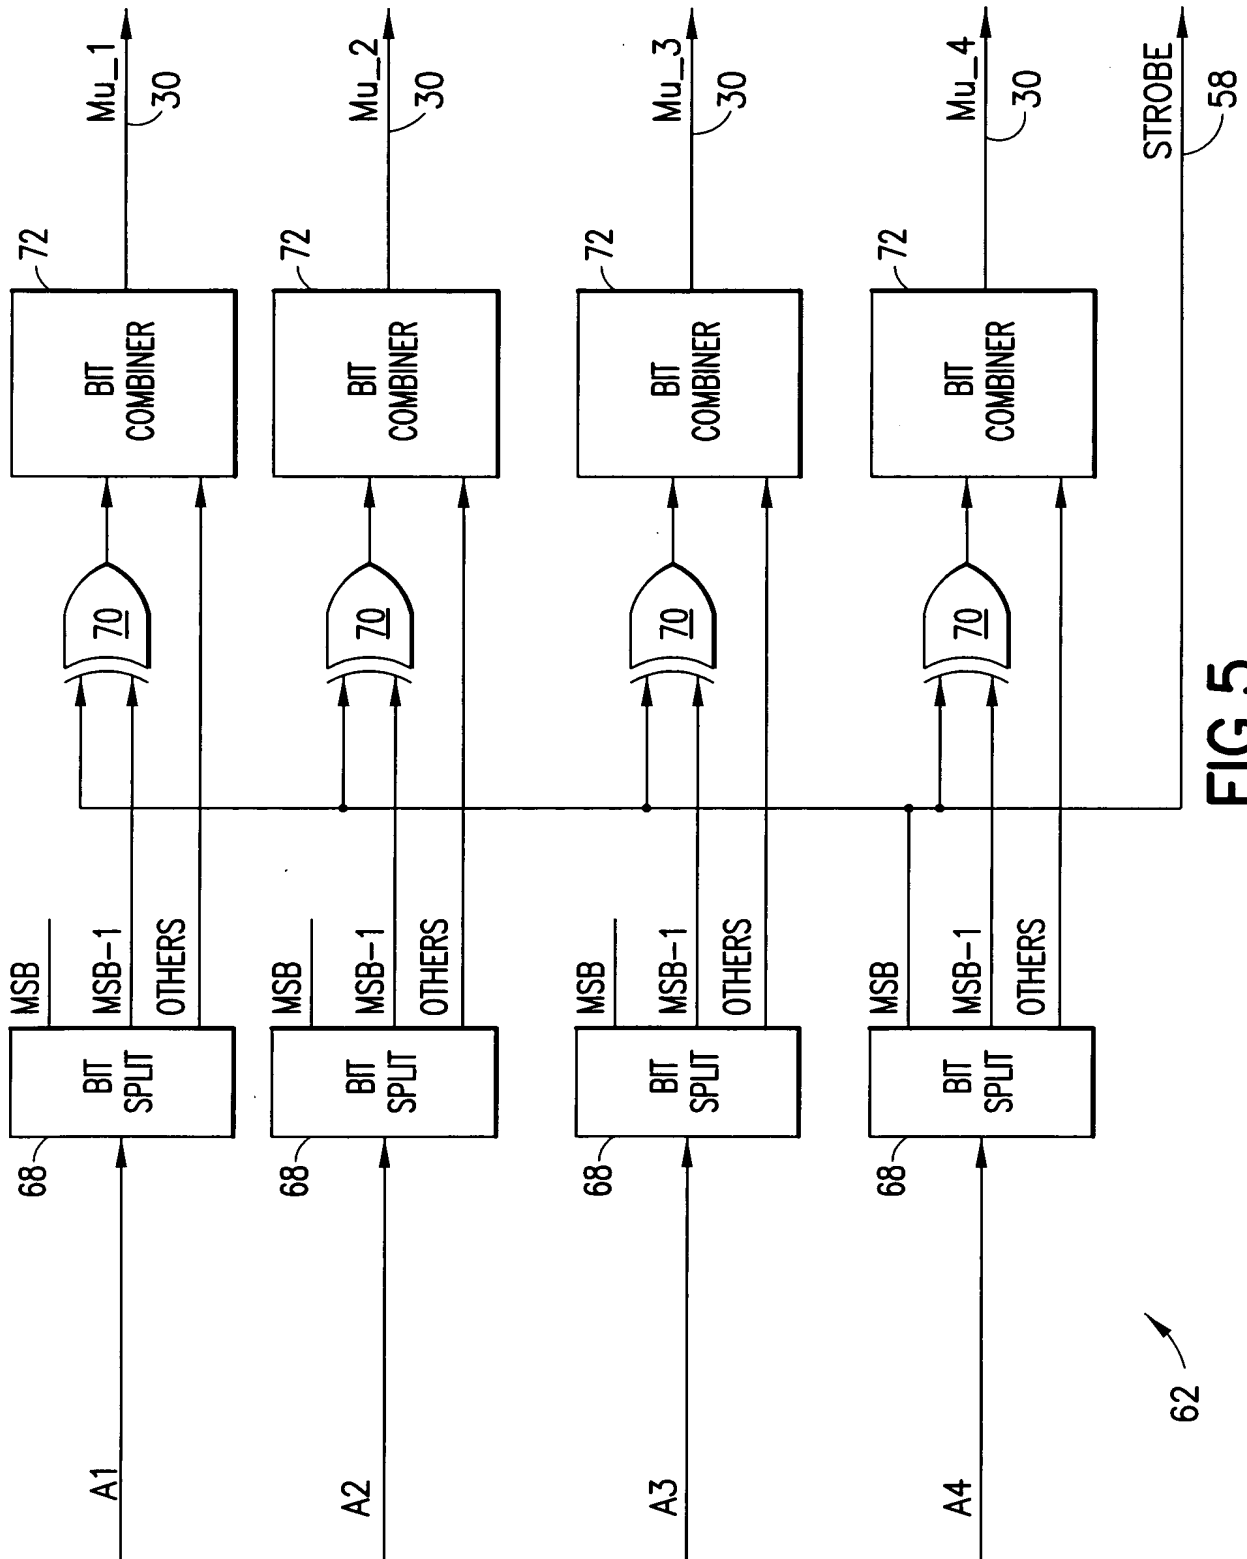 A1
68
BIT
SPLIT
MSB
MSB-1
OTHERS
70
72
BIT
COMBINER
Mu_1
30
A2
68
BIT
SPLIT
MSB
MSB-1
OTHERS
70
72
BIT
COMBINER
Mu_2
30
A3
68
BIT
SPLIT
MSB
MSB-1
OTHERS
70
72
BIT
COMBINER
Mu_3
30
A4
68
BIT
SPLIT
MSB
MSB-1
OTHERS
70
72
BIT
COMBINER
Mu_4
30
STROBE
58
62
FIG.5